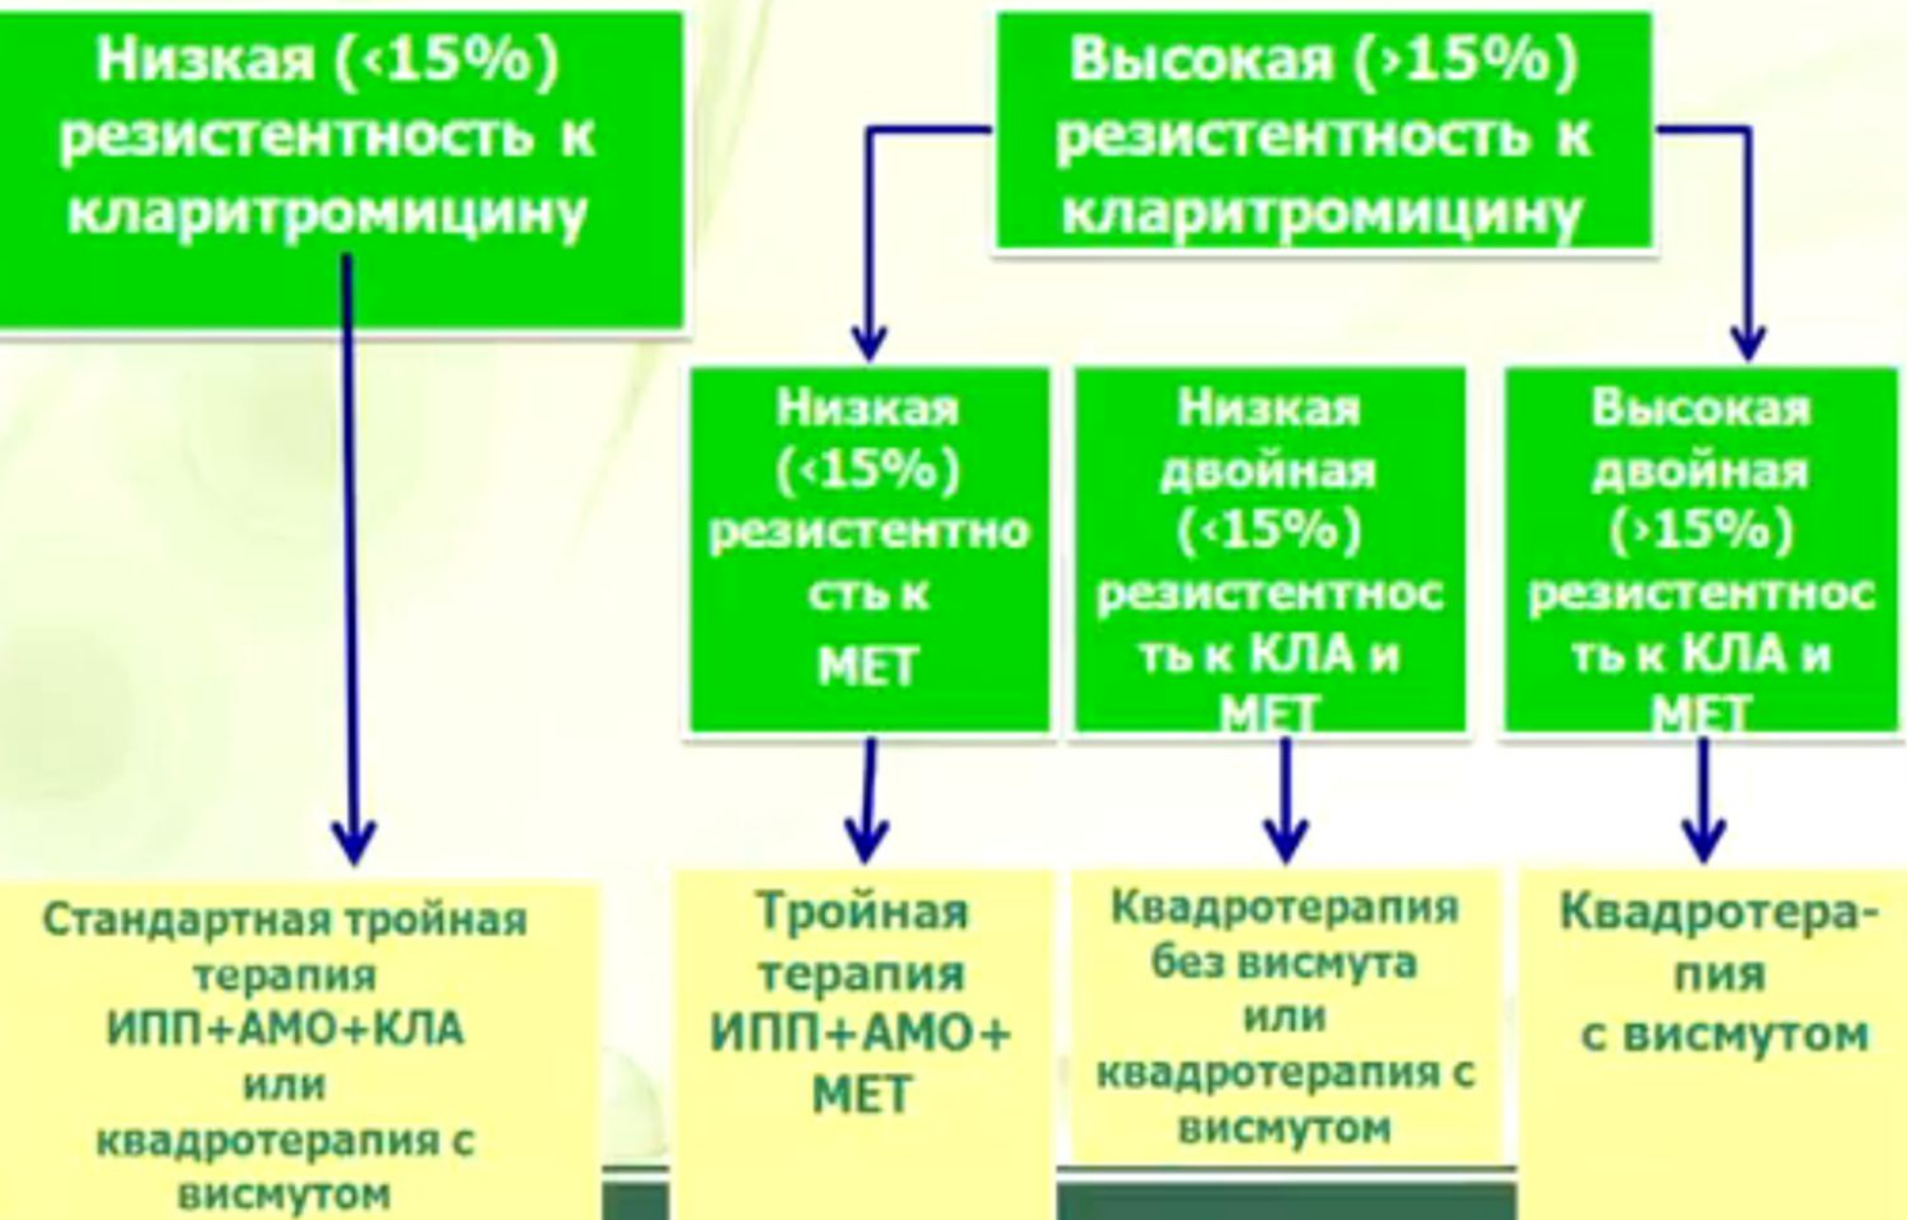 Низкая (‹15%)
резистентность к
кларитромицину
Высокая (›15%)
резистентность к
кларитромицину
Низкая
(‹15%)
резистентно
сть к
МЕТ
Низкая
двойная
(‹15%)
резистентнос
ть к КЛА и
МЕТ
Высокая
двойная
(›15%)
резистентнос
ть к КЛА и
МЕТ
Стандартная тройная
терапия
ИПП+АМО+КЛА
или
квадротерапия с
висмутом
Тройная
терапия
ИПП+АМО+
МЕТ
Квадротерапия
без висмута
или
квадротерапия с
висмутом
Квадротера-
пия
с висмутом